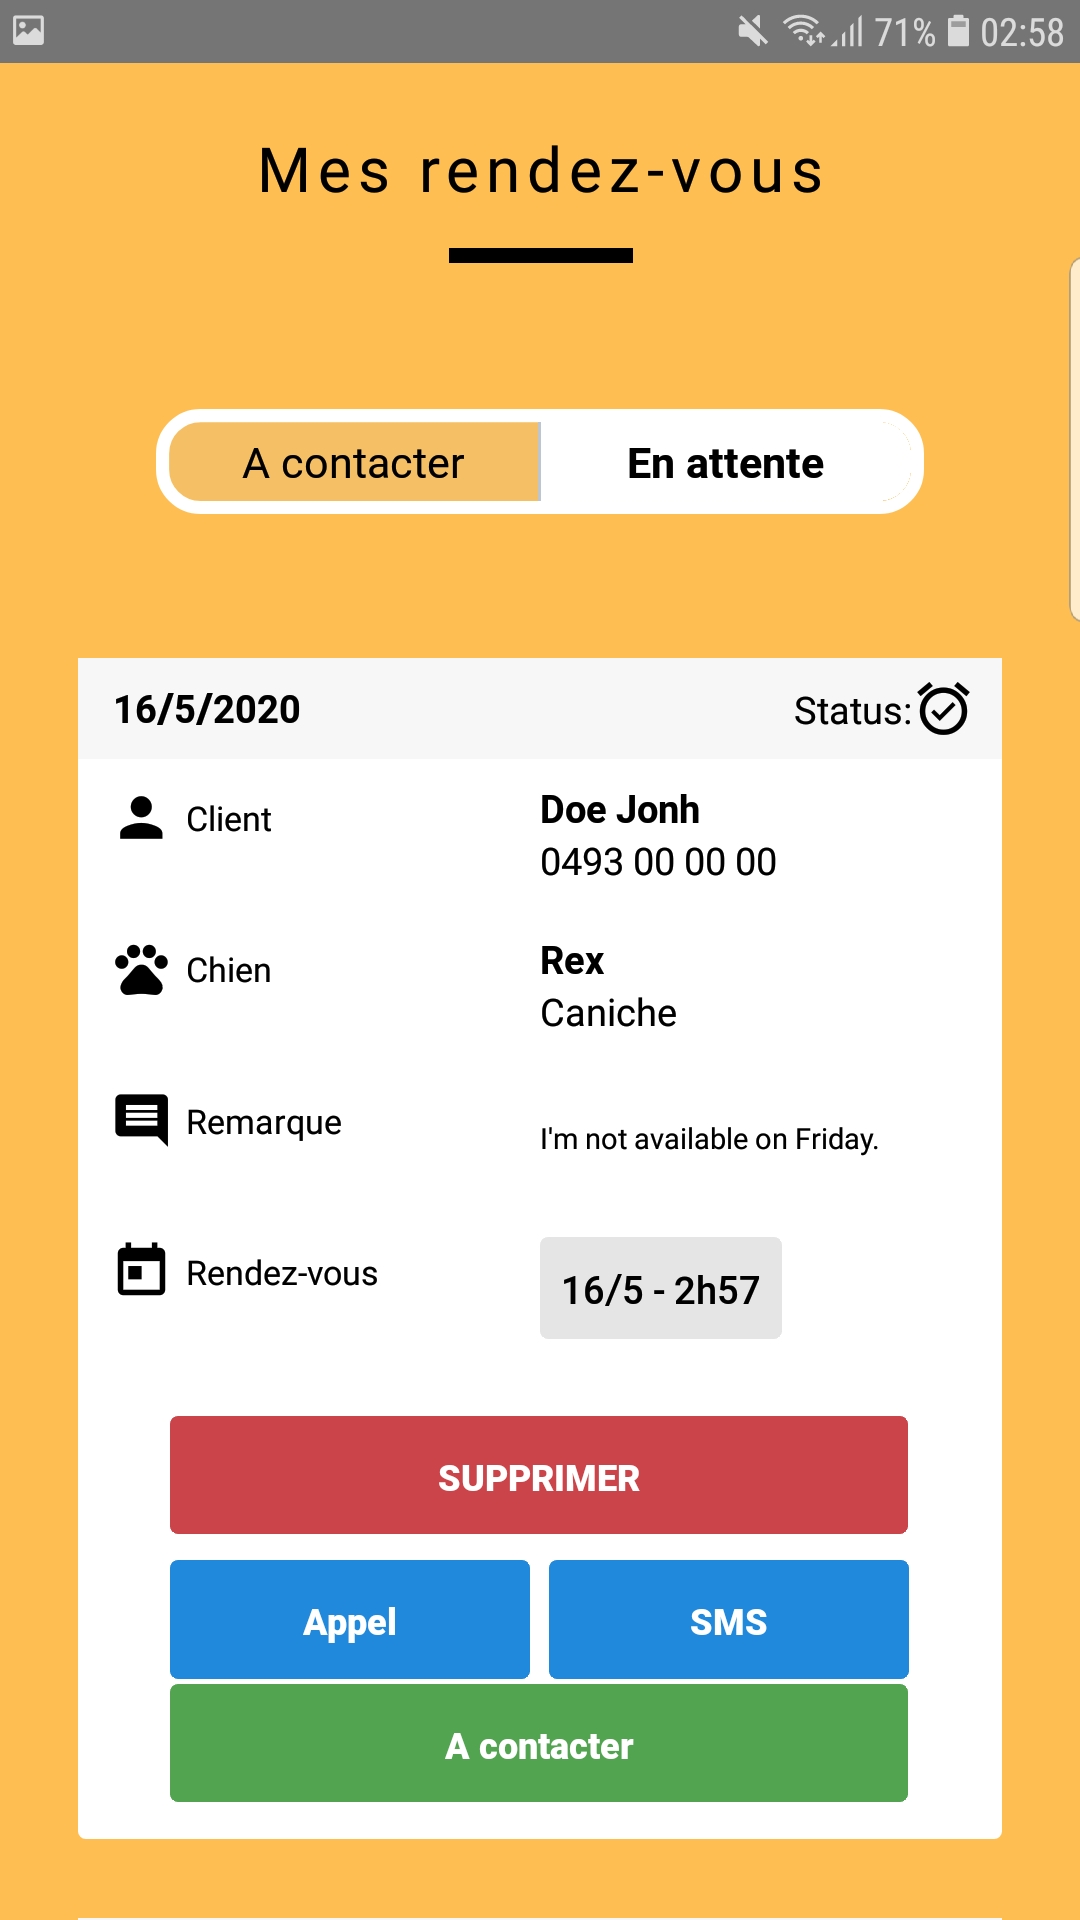 71% 02:58
Mes rendez-vous
A contacter En attente
16/5/2020 Status:
Client Doe Jonh
0493 00 00 00
Chien Rex
Caniche
Remarque I'm not available on Friday.
Rendez-vous 16/5 - 2h57
SUPPRIMER
Appel SMS
A contacter